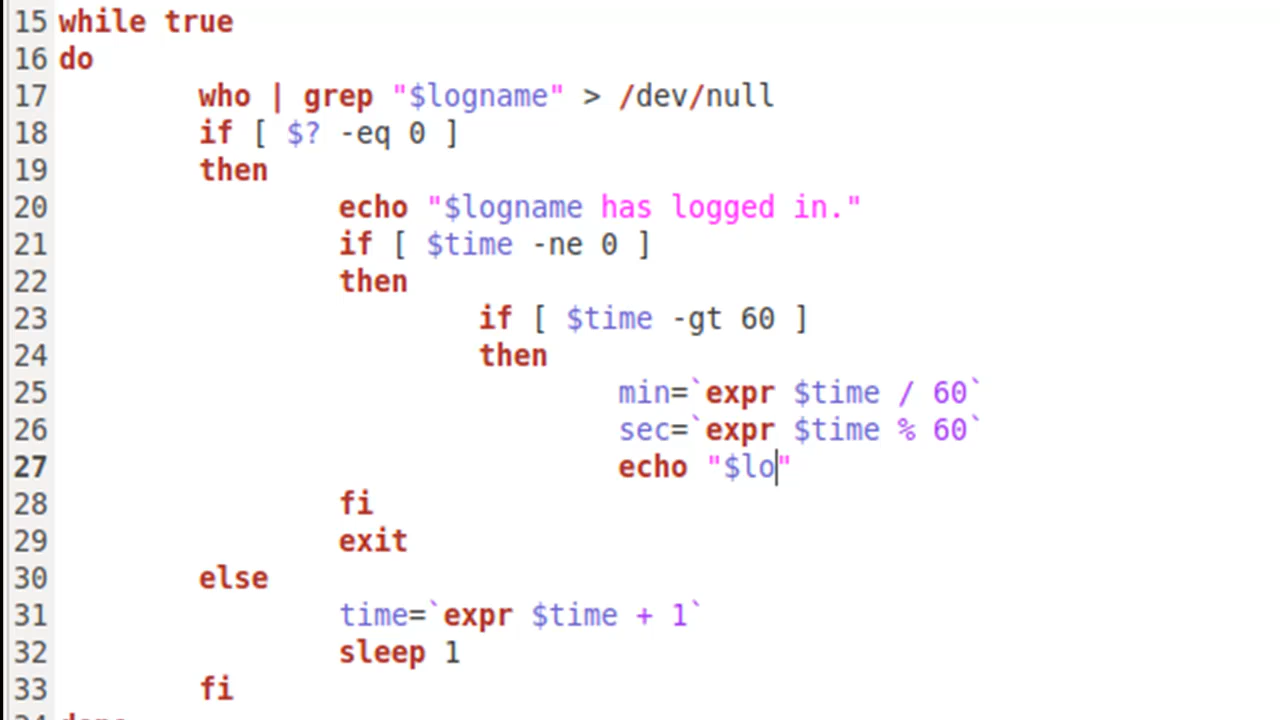 15 while true
16 do
17 who | grep "$logname" > /dev/null
18 if [ $? -eq 0 ]
19 then
20 echo "$logname has logged in."
21 if [ $time -ne 0 ]
22 then
23 if [ $time -gt 60 ]
24 then
25 min=`expr $time / 60`
26 sec=`expr $time % 60`
27 echo "$lo"
28 fi
29 exit
30 else
31 time=`expr $time + 1`
32 sleep 1
33 fi
34 done